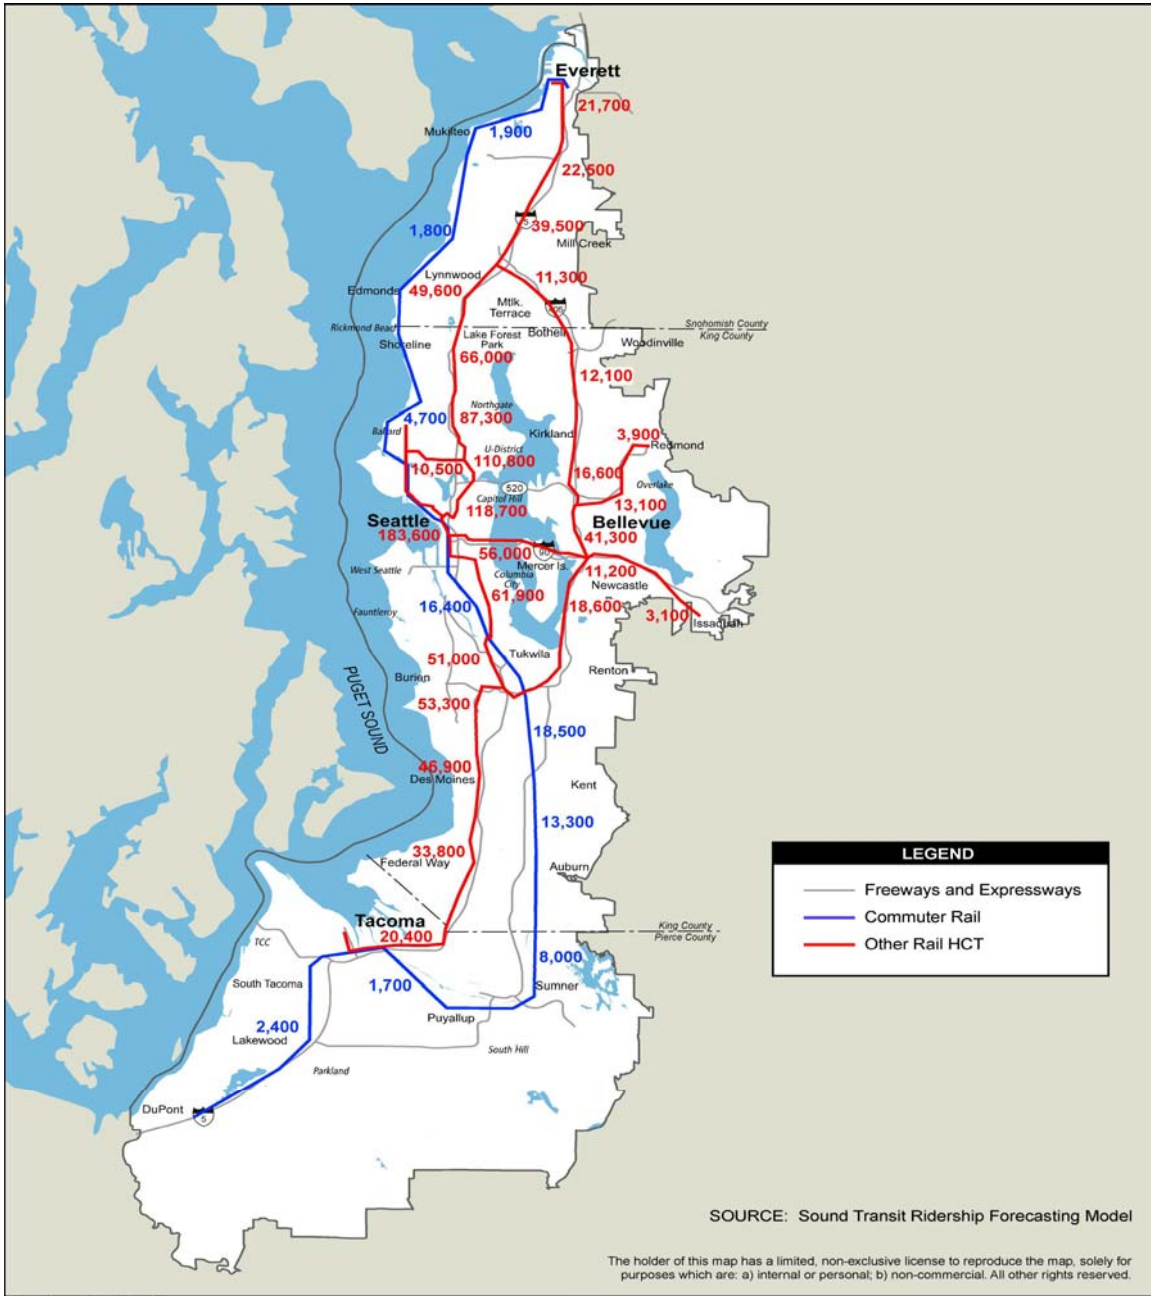 Everett
21,700
Mukilteo
1,900
22,500
1,800
5
39,500
Mill Creek
Lynnwood
11,300
Edmonds
49,600
Mtlk.
Terrace
405
Rickmond Bead
Bothell
Snohomish County
King County
Shoreline
Lake Forest
Park
Woodinville
66,000
12,100
Northgate
4,700
87,300
Ballard
Kirkland
3,900
Redmond
U-District
110,800
10,500
16,600
Overlake
520
Capitol Hill
13,100
118,700
Seattle
183,600
Bellevue
41,300
56,000
90
Mercer Is.
West Seattle
11,200
Columbia
City
Newcastle
61,900
16,400
18,600
Fauntleroy
3,100
Issaquah
51,000
Tukwila
Burien
Renton
PUGET SOUND
53,300
18,500
46,900
Des Moines
Kent
13,300
33,800
Federal Way
Auburn
LEGEND
Freeways and Expressways
Commuter Rail
Other Rail HCT
Tacoma
20,400
TCC
King County
Pierce County
8,000
South Tacoma
1,700
Sumner
2,400
Puyallup
Lakewood
South Hill
Parkland
DuPont
5
SOURCE: Sound Transit Ridership Forecasting Model
The holder of this map has a limited, non-exclusive license to reproduce the map, solely for
purposes which are: a) internal or personal; b) non-commercial. All other rights reserved.